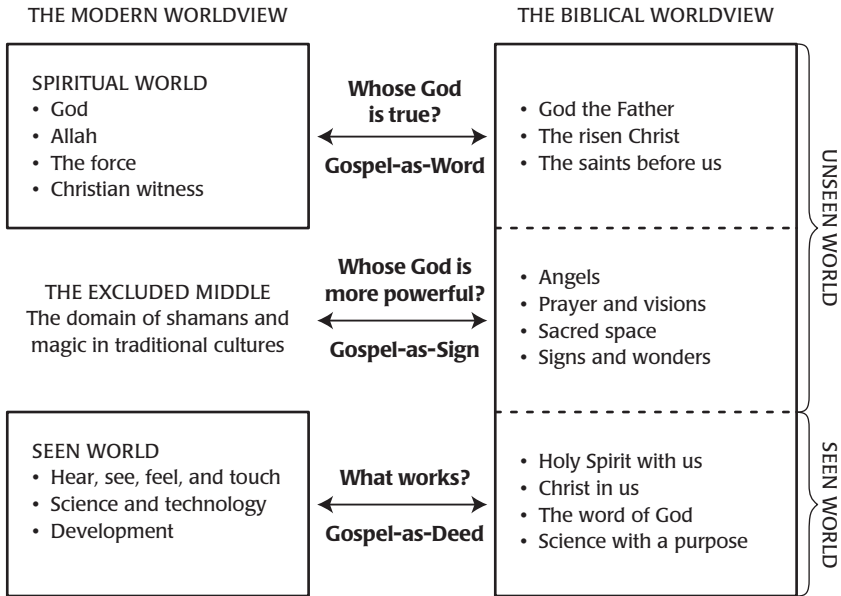 THE MODERN WORLDVIEW
THE BIBLICAL WORLDVIEW
SPIRITUAL WORLD
• God
• Allah
• The force
• Christian witness
Whose God
is true?
Gospel-as-Word
• God the Father
• The risen Christ
• The saints before us
UNSEEN WORLD
THE EXCLUDED MIDDLE
The domain of shamans and
magic in traditional cultures
Whose God is
more powerful?
Gospel-as-Sign
• Angels
• Prayer and visions
• Sacred space
• Signs and wonders
SEEN WORLD
• Hear, see, feel, and touch
• Science and technology
• Development
What works?
Gospel-as-Deed
• Holy Spirit with us
• Christ in us
• The word of God
• Science with a purpose
SEEN WORLD